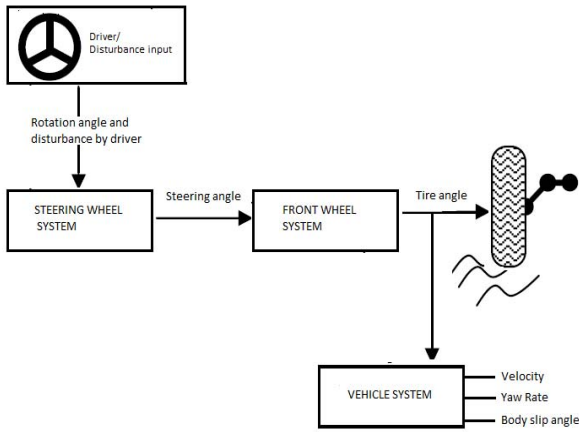 Driver/
Disturbance input
Rotation angle and
disturbance by driver
STEERING WHEEL
SYSTEM
Steering angle
FRONT WHEEL
SYSTEM
Tire angle
VEHICLE SYSTEM
Velocity
Yaw Rate
Body slip angle